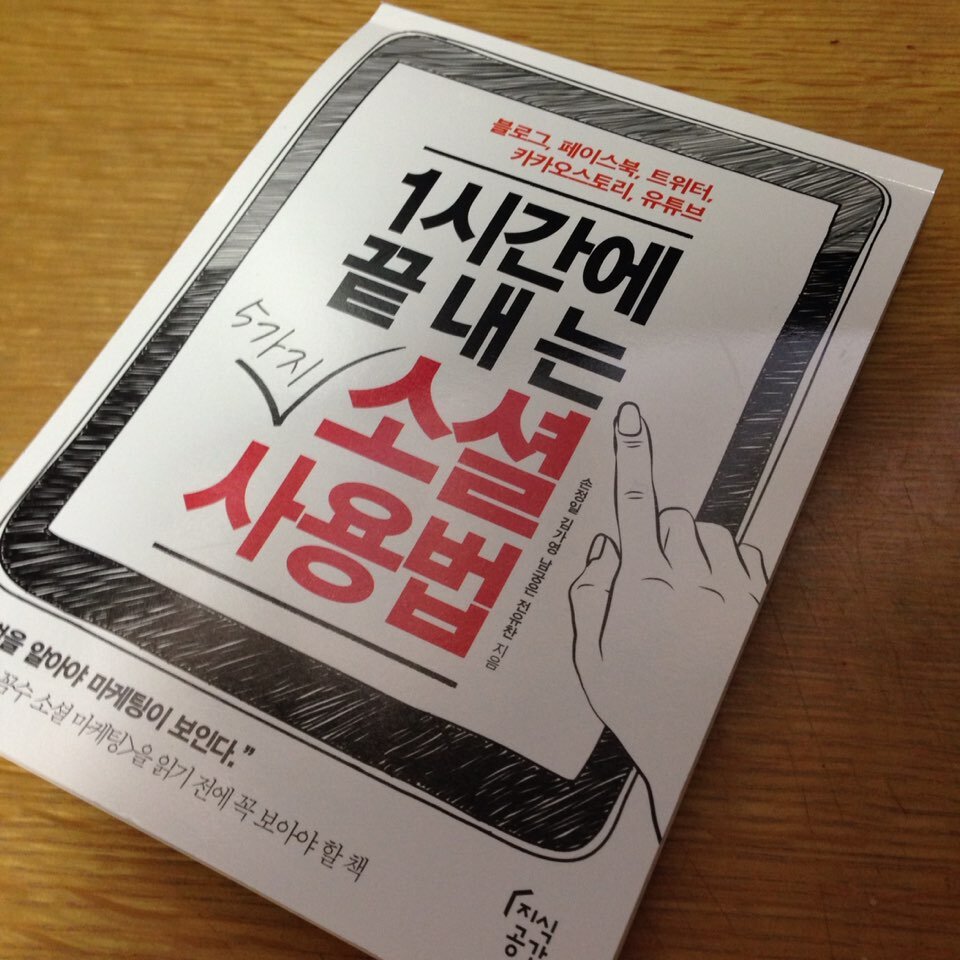 블로그, 페이스북, 트위터,
카카오스토리, 유튜브
1시간에
끝내는
5가지
소셜
사용법
지음
알아야 마케팅이 보인다."
꼼수 소셜 마케팅>을 읽기 전에 꼭 보아야 할 책
지식
공간